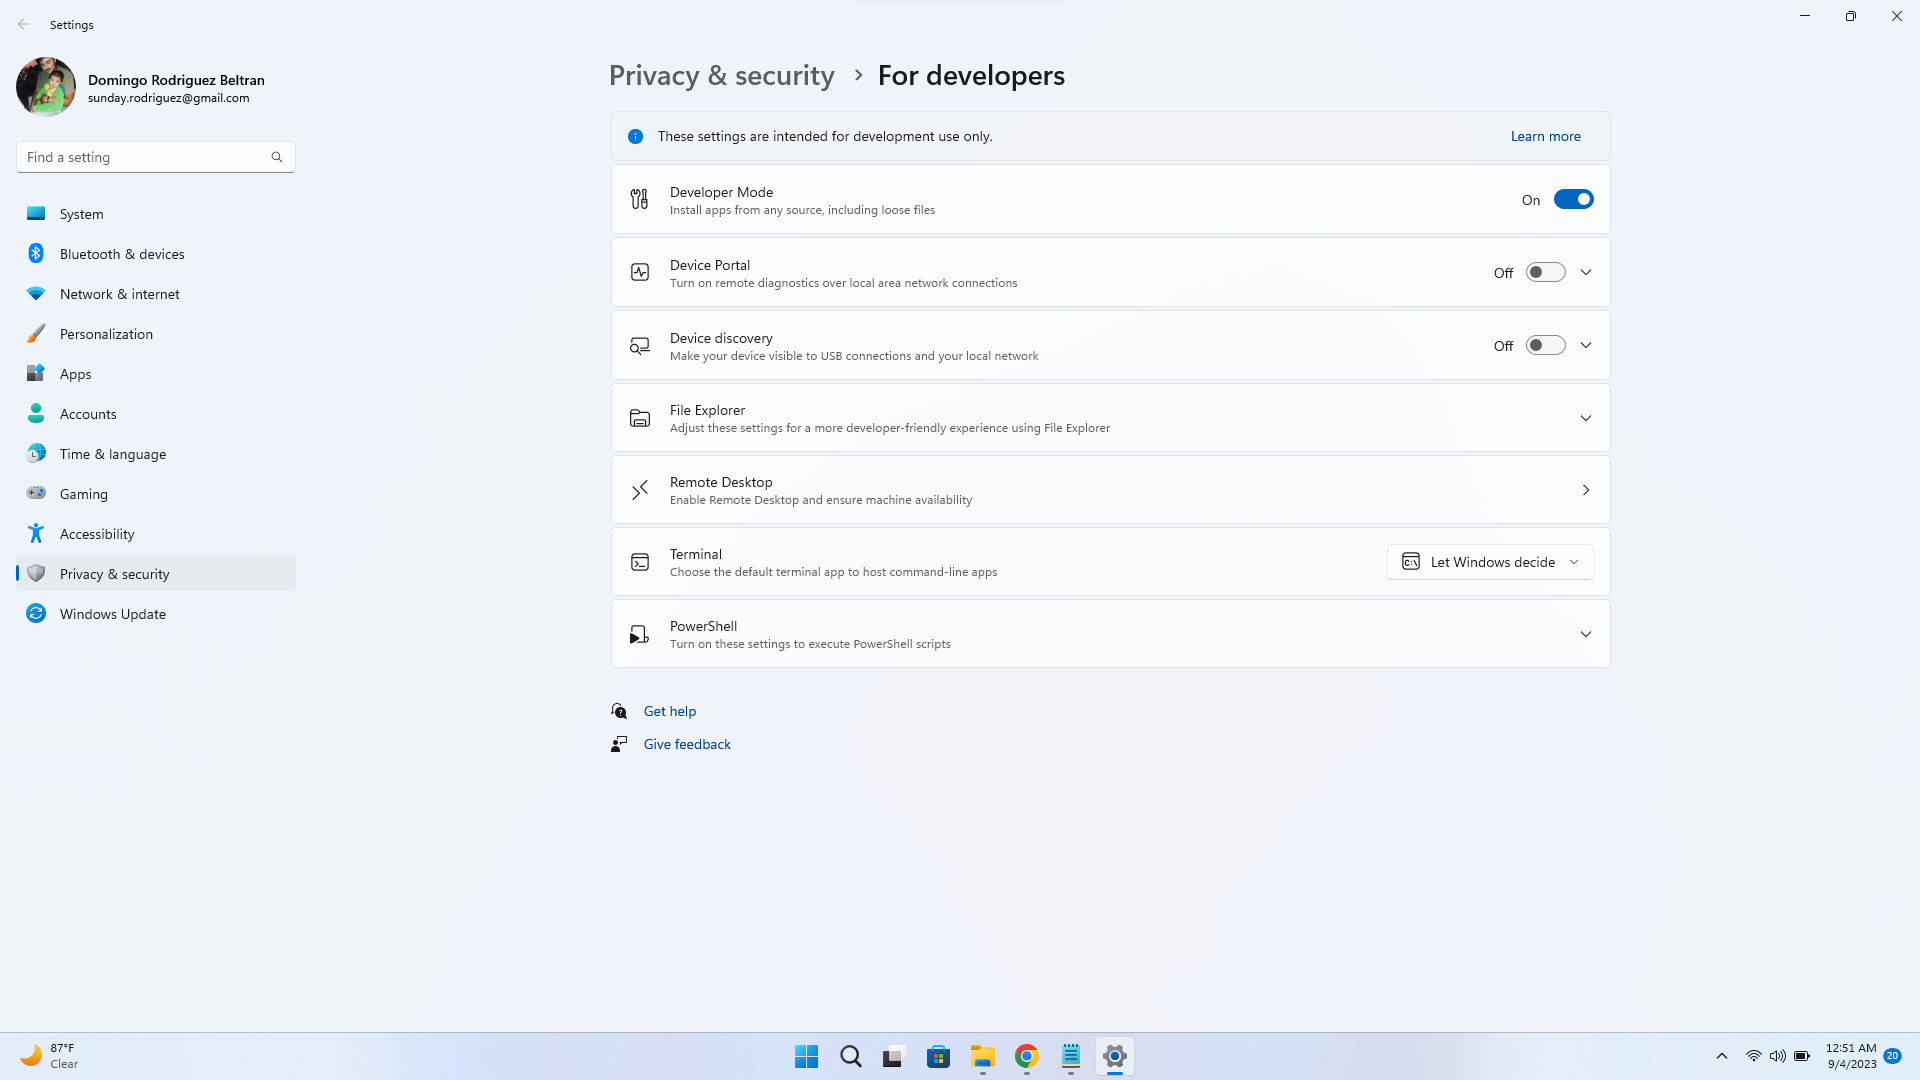 Settings
Domingo Rodriguez Beltran
sunday.rodriguez@gmail.com
Find a setting
System
Bluetooth & devices
Network & internet
Personalization
Apps
Accounts
Time & language
Gaming
Accessibility
Privacy & security
Windows Update
Privacy & security › For developers
These settings are intended for development use only. Learn more
Developer Mode
Install apps from any source, including loose files
On
Device Portal
Turn on remote diagnostics over local area network connections
Off
Device discovery
Make your device visible to USB connections and your local network
Off
File Explorer
Adjust these settings for a more developer-friendly experience using File Explorer
Remote Desktop
Enable Remote Desktop and ensure machine availability
Terminal
Choose the default terminal app to host command-line apps
C:\ Let Windows decide
PowerShell
Turn on these settings to execute PowerShell scripts
Get help
Give feedback
87°F
Clear
12:51 AM
9/4/2023
20